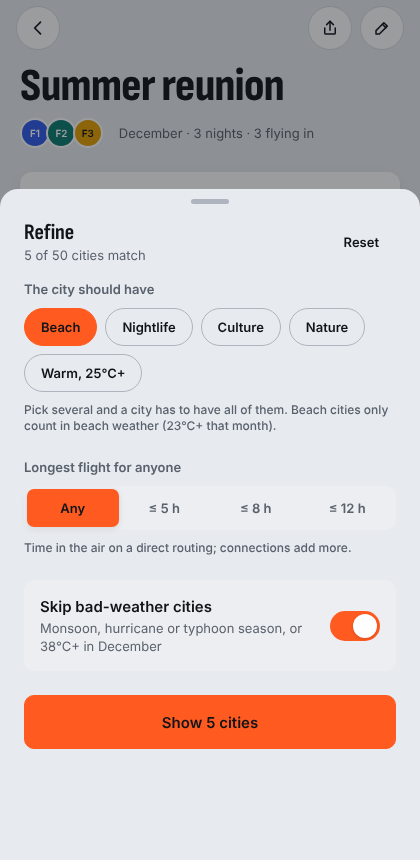 Summer reunion
F1 F2 F3 December · 3 nights · 3 flying in
Refine
5 of 50 cities match
Reset
The city should have
Beach Nightlife Culture Nature
Warm, 25°C+
Pick several and a city has to have all of them. Beach cities only
count in beach weather (23°C+ that month).
Longest flight for anyone
Any ≤ 5 h ≤ 8 h ≤ 12 h
Time in the air on a direct routing; connections add more.
Skip bad-weather cities
Monsoon, hurricane or typhoon season, or
38°C+ in December
Show 5 cities